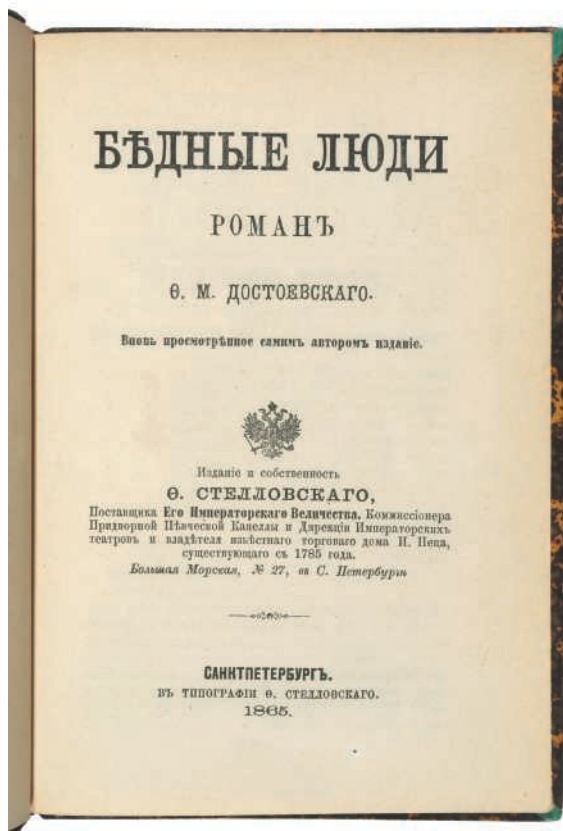 БѢДНЫЕ ЛЮДИ
РОМАНЪ
Ѳ. М. ДОСТОЕВСКАГО.
Вновь просмотрѣнное самимъ авторомъ изданіе.
Изданіе и собственность
Ѳ. СТЕЛЛОВСКАГО,
Поставщика Его Императорскаго Величества, Коммиссіонера
Придворной Пѣвческой Капеллы и Дирекціи Императорскихъ
театровъ и владѣтеля извѣстнаго торговаго дома И. Пеца,
существующаго съ 1785 года.
Большая Морская, № 27, въ С. Петербургѣ
САНКТПЕТЕРБУРГЪ.
ВЪ ТИПОГРАФІИ Ѳ. СТЕЛЛОВСКАГО.
1865.